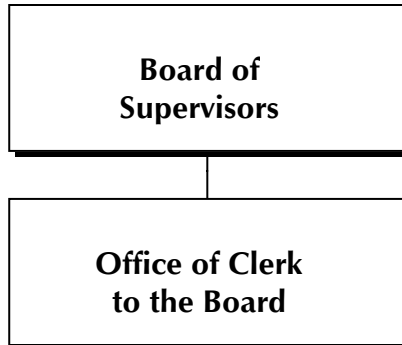 Board of
Supervisors
Office of Clerk
to the Board